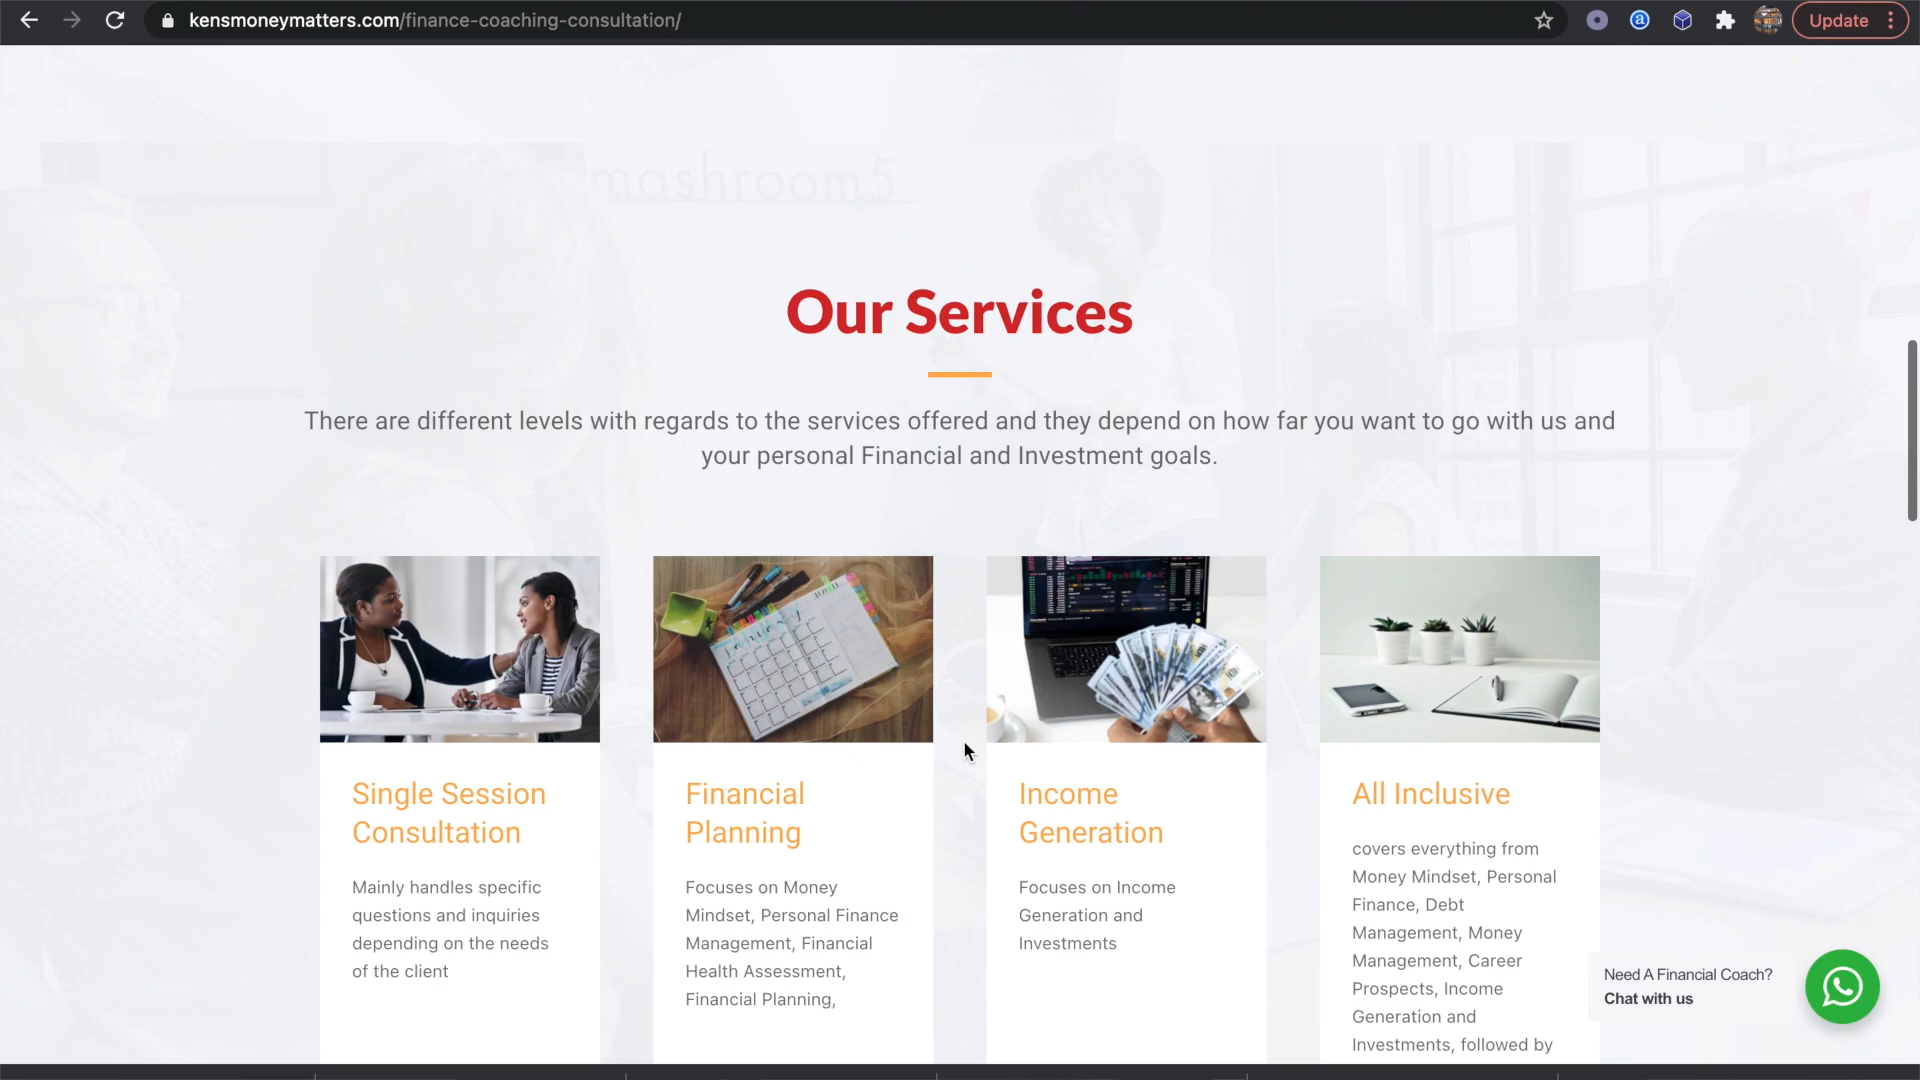 kensmoneymatters.com/finance-coaching-consultation/
Update
mashroom5
Our Services
There are different levels with regards to the services offered and they depend on how far you want to go with us and
your personal Financial and Investment goals.
Single Session
Consultation
Mainly handles specific
questions and inquiries
depending on the needs
of the client
Financial
Planning
Focuses on Money
Mindset, Personal Finance
Management, Financial
Health Assessment,
Financial Planning,
Income
Generation
Focuses on Income
Generation and
Investments
All Inclusive
covers everything from
Money Mindset, Personal
Finance, Debt
Management, Money
Management, Career
Prospects, Income
Generation and
Investments, followed by
Need A Financial Coach?
Chat with us